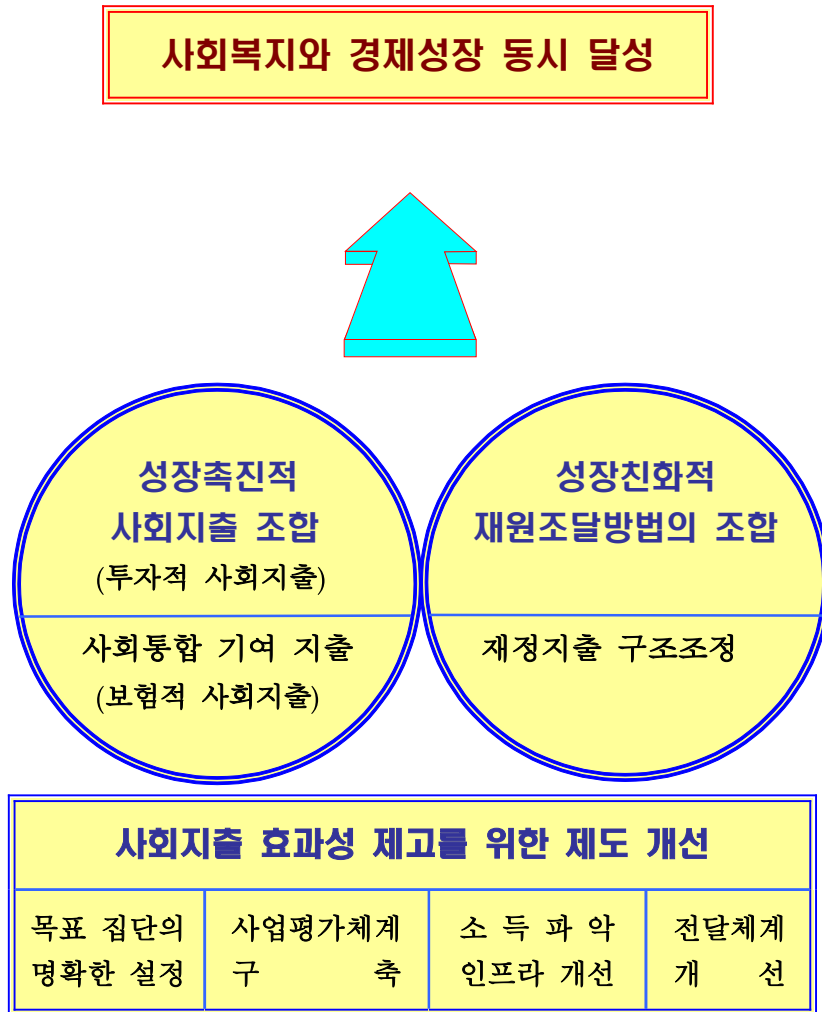 사회복지와 경제성장 동시 달성
성장촉진적
사회지출 조합
(투자적 사회지출)
사회통합 기여 지출
(보험적 사회지출)
성장친화적
재원조달방법의 조합
재정지출 구조조정
사회지출 효과성 제고를 위한 제도 개선
목표 집단의
명확한 설정
사업평가체계
구 축
소 득 파 악
인프라 개선
전달체계
개 선